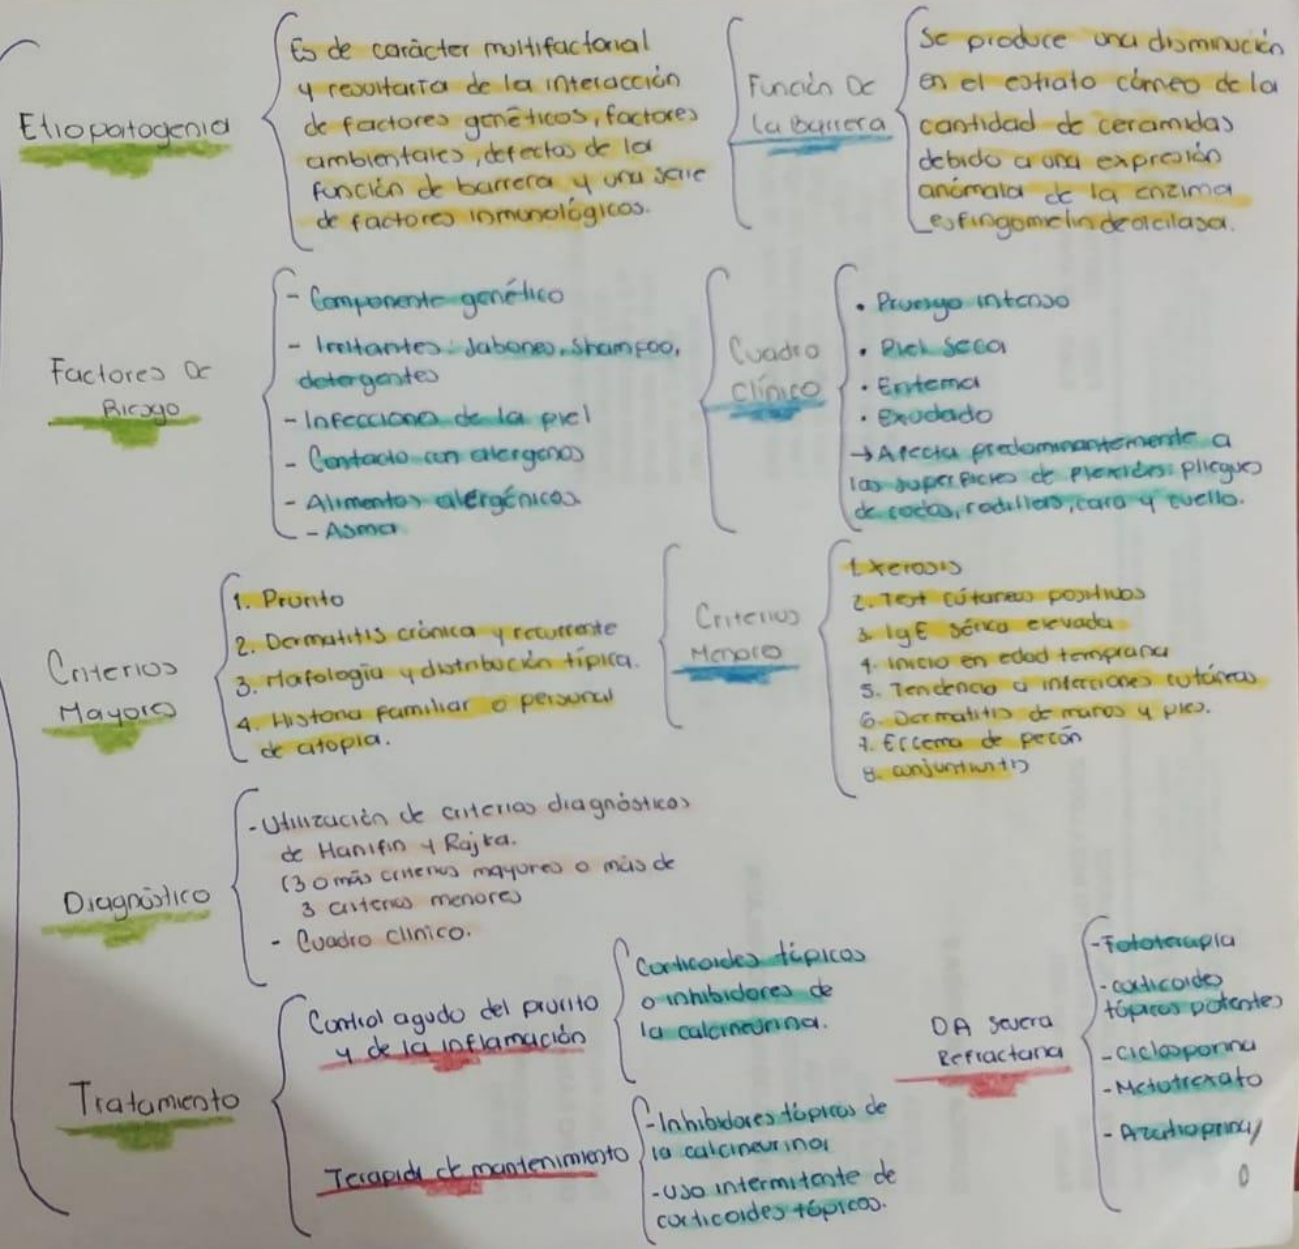 Etiopatogenia
Es de carácter multifactorial
y resultaría de la interacción
de factores genéticos, factores
ambientales, defectos de la
función de barrera y una serie
de factores inmunológicos.
Función De
la Barrera
Se produce una disminución
en el estrato córneo de la
cantidad de ceramidas
debido a una expresión
anómala de la enzima
esfingomielindeacilasa.
Factores De
Riesgo
- Componente genético
- Irritantes: Jabones, shampoo,
detergentes
- Infecciones de la piel
- Contacto con alergenos
- Alimentos alergénicos
- Asma
Cuadro
Clínico
• Prurigo intenso
• Piel Seca
• Eritema
• Exudado
→ Afecta predominantemente a
las superficies de flexión: pliegues
de codos, rodillas, cara y cuello.
Criterios
Mayores
1. Prurito
2. Dermatitis crónica y recurrente
3. Mafología y distribución típica.
4. Historia familiar o personal
de atopia.
Criterios
Menores
1. Xerosis
2. Test cútaneos positivos
3. IgE sérica elevada
4. Inicio en edad temprana
5. Tendencia a infecciones cutáneas
6. Dermatitis de manos y pies.
7. Eccema de pezón
8. conjuntivitis
Diagnóstico
- Utilización de criterios diagnósticos
de Hanifin y Rajka.
(3 o más criterios mayores o más de
3 criterios menores
- Cuadro clinico.
Tratamiento
Control agudo del prurito
y de la inflamación
Corticoides tópicos
o inhibidores de
la calcineurina.
Terapia de mantenimiento
- Inhibidores tópicos de
la calcineurina
- Uso intermitente de
corticoides tópicos.
DA severa
Refractaria
- Fototerapia
- corticoides
tópicos potentes
- Ciclosporina
- Metotrexato
- Azatioprina